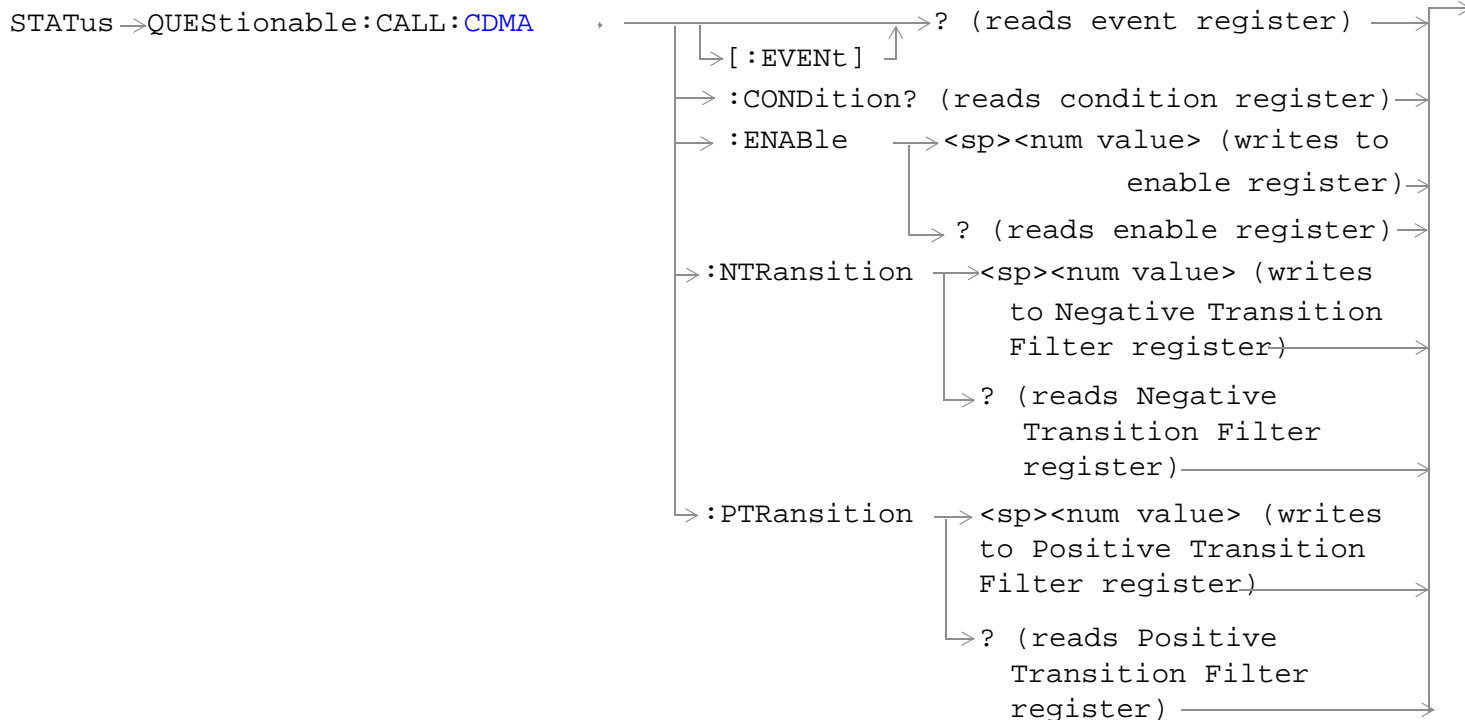 STATus QUEStionable:CALL:CDMA ? (reads event register)
[:EVENt]
:CONDition? (reads condition register)
:ENABle <sp><num value> (writes to
enable register)
? (reads enable register)
:NTRansition <sp><num value> (writes
to Negative Transition
Filter register)
? (reads Negative
Transition Filter
register)
:PTRansition <sp><num value> (writes
to Positive Transition
Filter register)
? (reads Positive
Transition Filter
register)